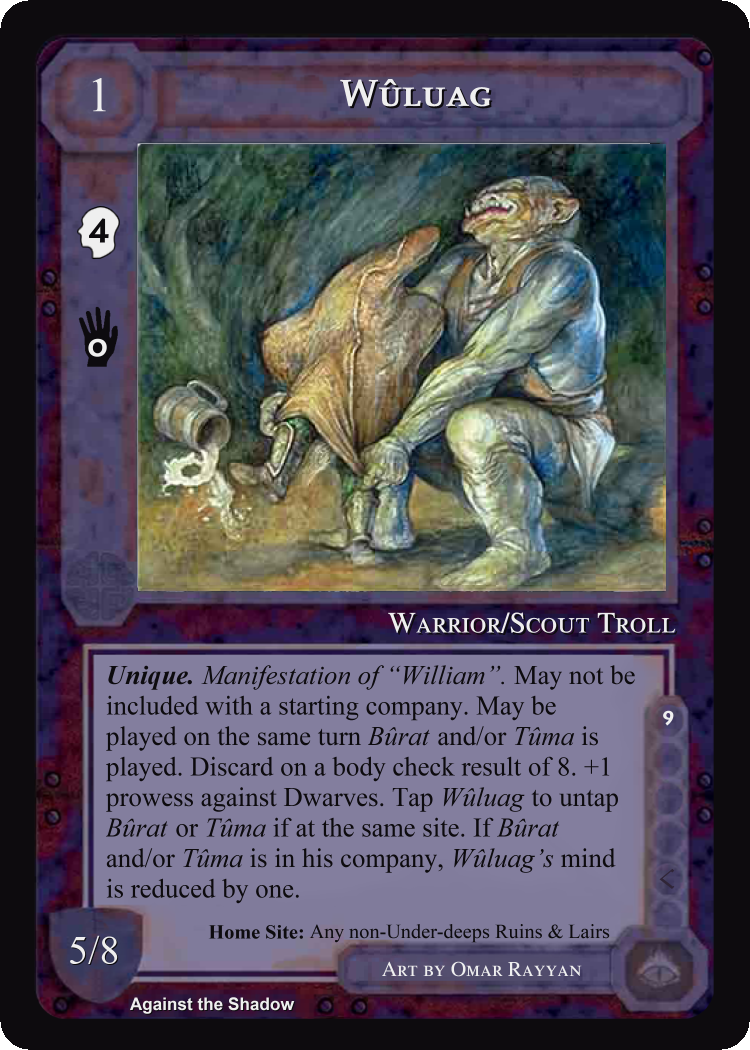 1
Wûluag
4
0
Warrior/Scout Troll
Unique. Manifestation of “William”. May not be
included with a starting company. May be
played on the same turn Bûrat and/or Tûma is
played. Discard on a body check result of 8. +1
prowess against Dwarves. Tap Wûluag to untap
Bûrat or Tûma if at the same site. If Bûrat
and/or Tûma is in his company, Wûluag’s mind
is reduced by one.
9
Home Site: Any non-Under-deeps Ruins & Lairs
5/8
Art by Omar Rayyan
Against the Shadow